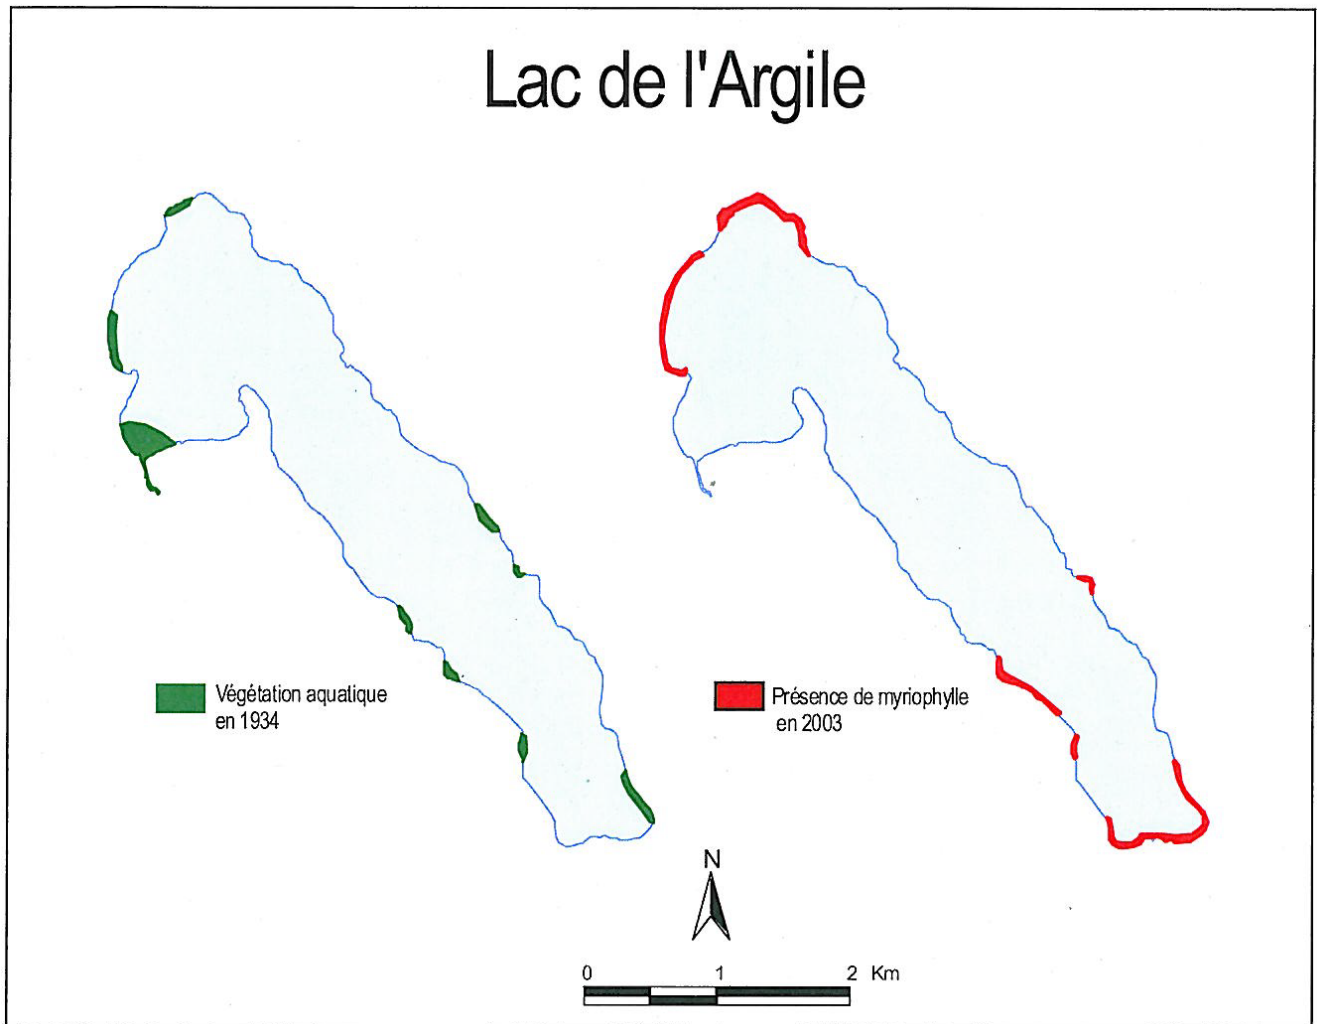 Lac de l'Argile
Végétation aquatique
en 1934
Présence de myriophylle
en 2003
N
0 1 2 Km